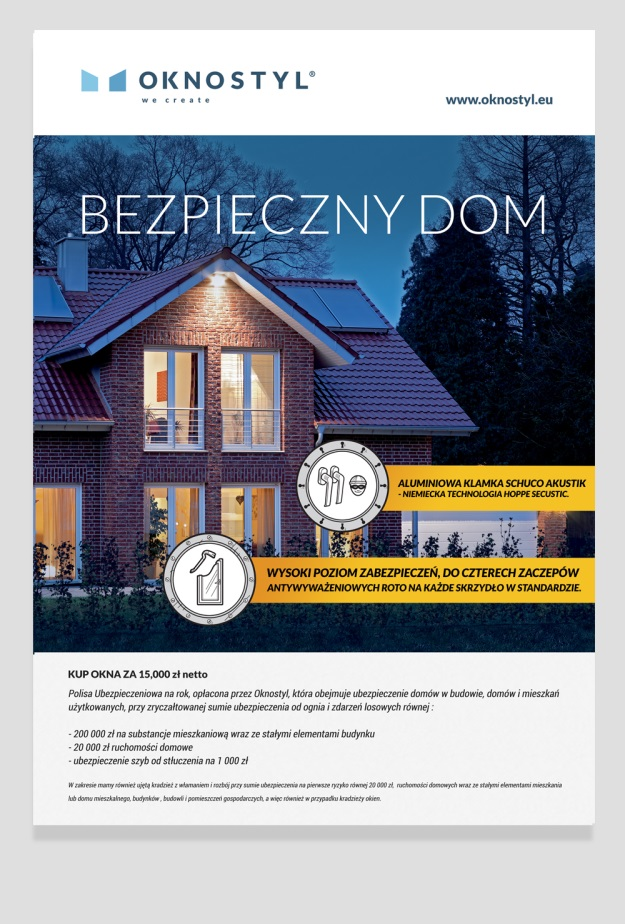 OKNOSTYL®
we create
www.oknostyl.eu
BEZPIECZNY DOM
ALUMINIOWA KLAMKA SCHUCO AKUSTIK
- NIEMIECKA TECHNOLOGIA HOPPE SECUSTIC.
WYSOKI POZIOM ZABEZPIECZEŃ, DO CZTERECH ZACZEPÓW
ANTYWYWAŻENIOWYCH ROTO NA KAŻDE SKRZYDŁO W STANDARDZIE.
KUP OKNA ZA 15,000 zł netto
Polisa Ubezpieczeniowa na rok, opłacona przez Oknostyl, która obejmuje ubezpieczenie domów w budowie, domów i mieszkań
użytkowanych, przy zryczałtowanej sumie ubezpieczenia od ognia i zdarzeń losowych równej :
- 200 000 zł na substancje mieszkaniową wraz ze stałymi elementami budynku
- 20 000 zł ruchomości domowe
- ubezpieczenie szyb od stłuczenia na 1 000 zł
W zakresie mamy również ujętą kradzież z włamaniem i rozbój przy sumie ubezpieczenia na pierwsze ryzyko równej 20 000 zł, ruchomości domowych wraz ze stałymi elementami mieszkania
lub domu mieszkalnego, budynków , budowli i pomieszczeń gospodarczych, a więc również w przypadku kradzieży okien.